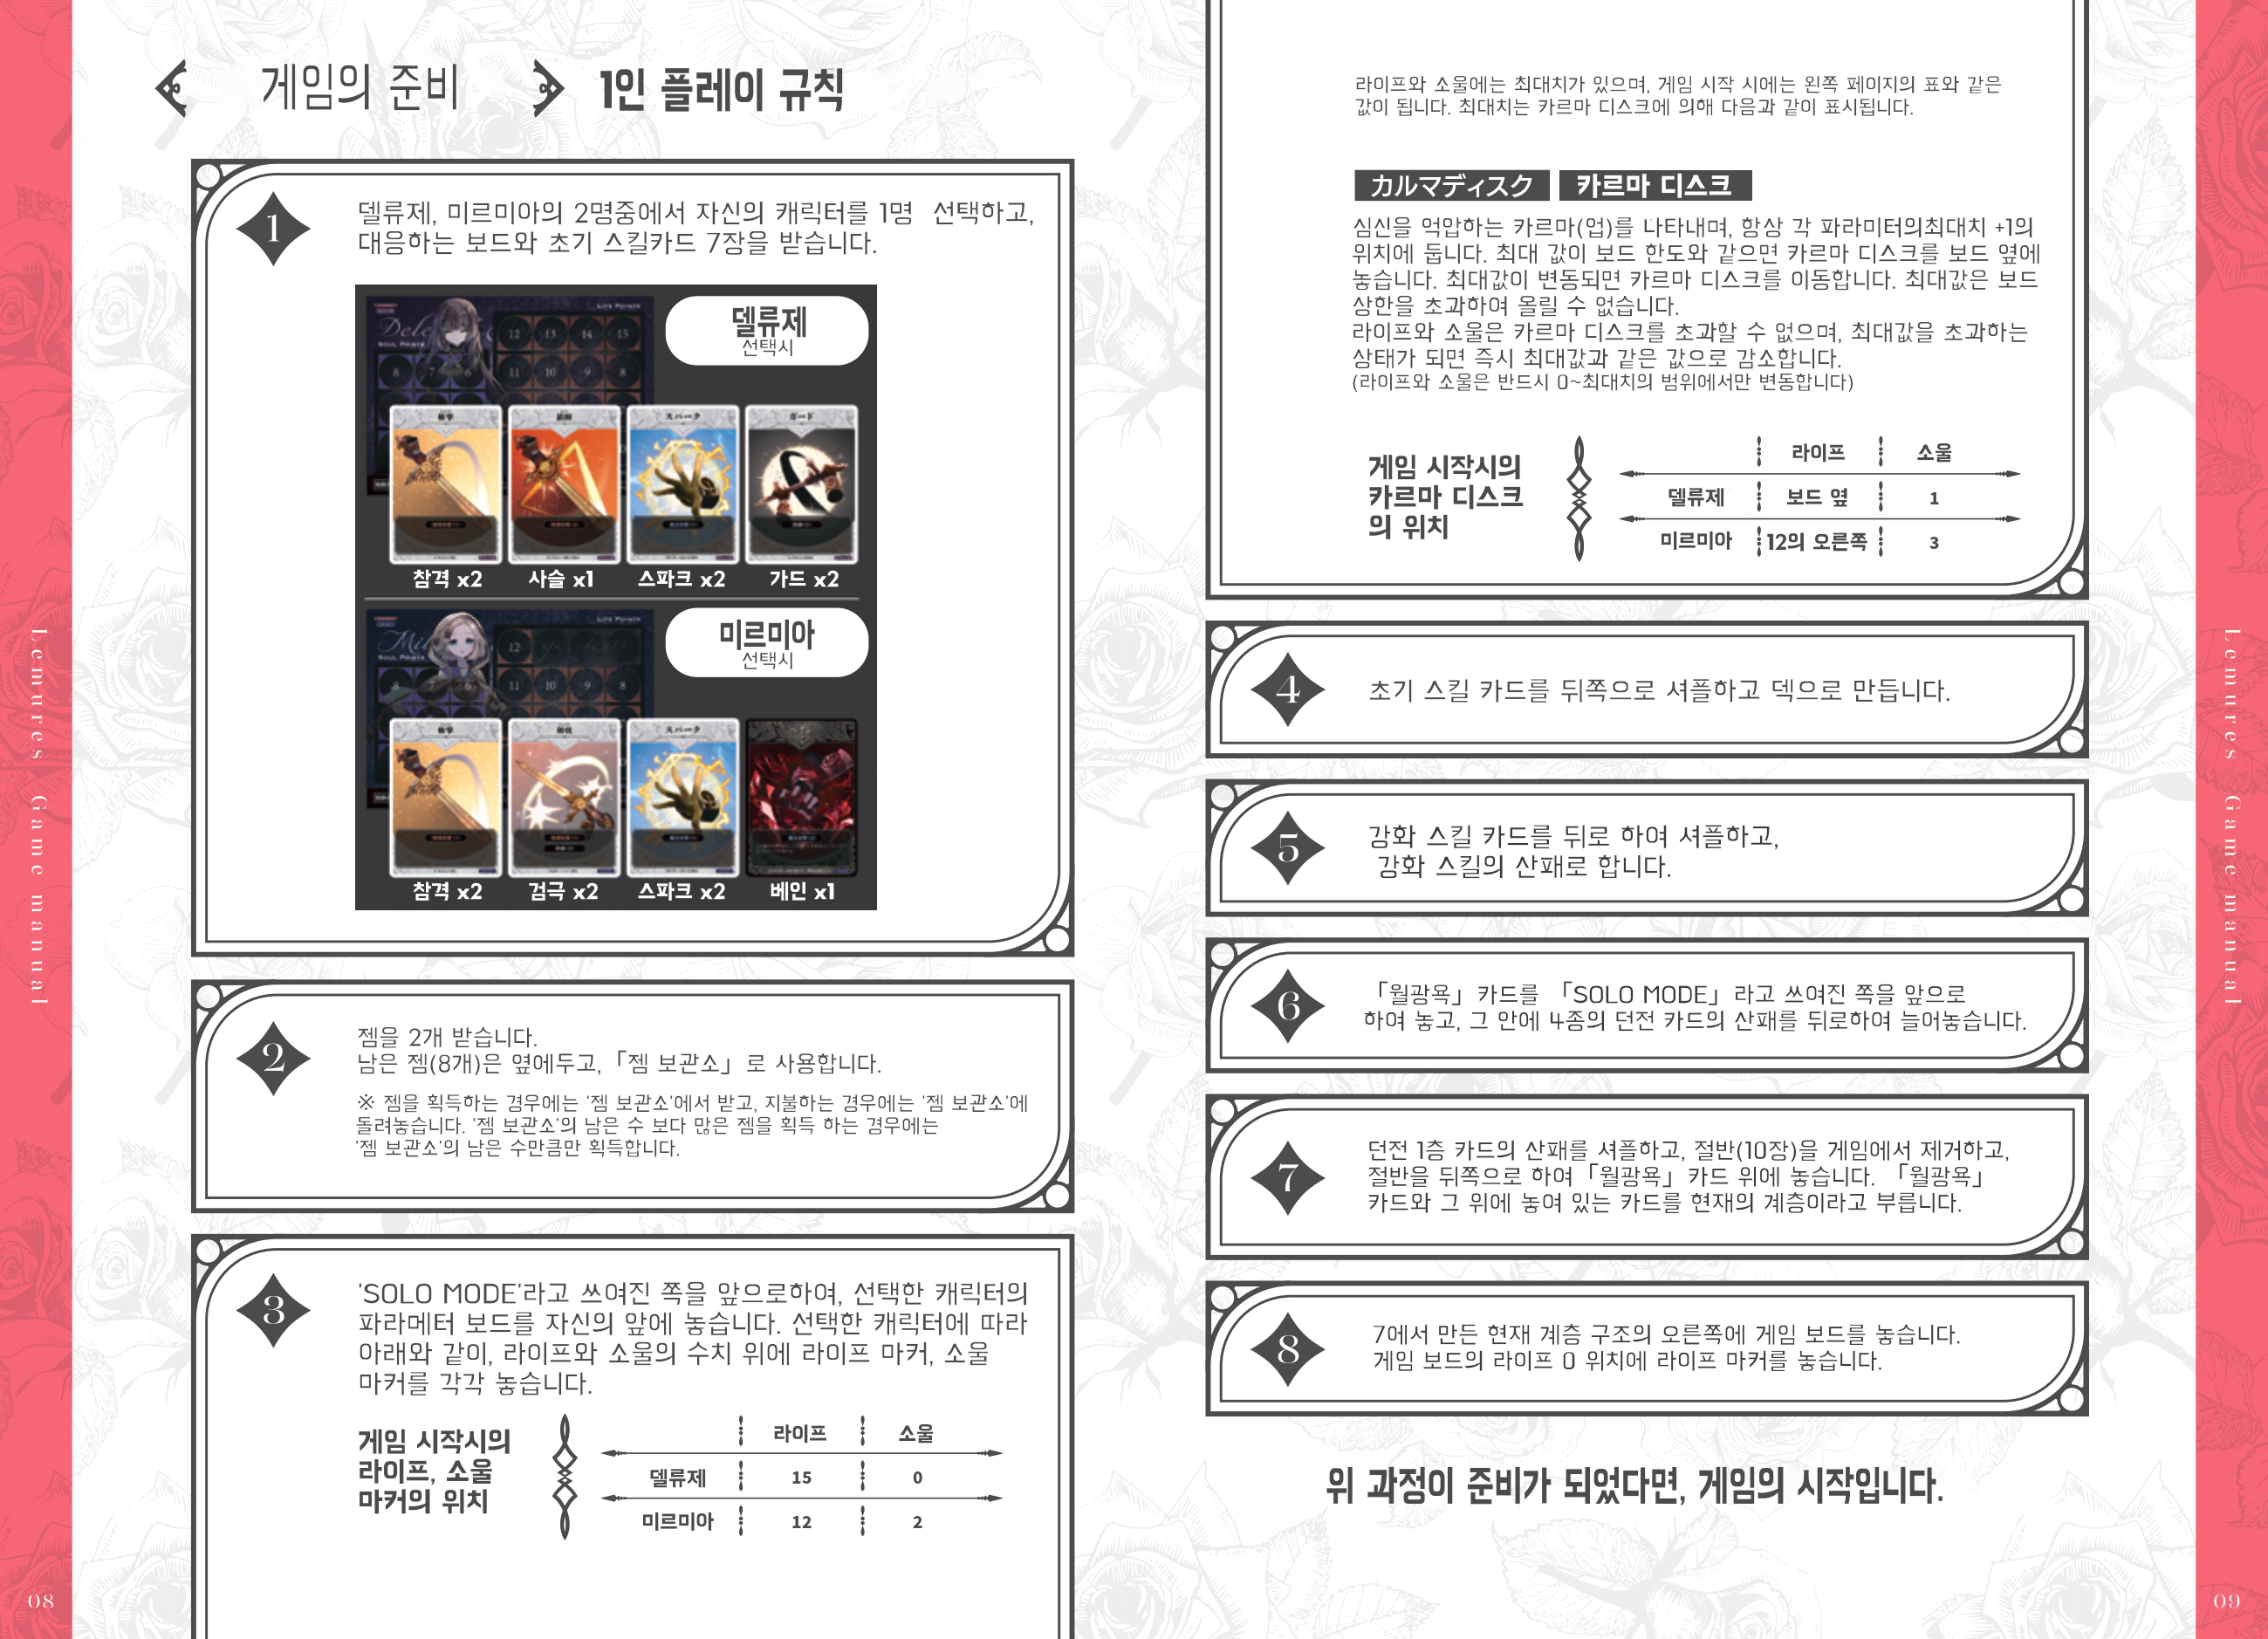 게임의 준비
1인 플레이 규칙
1
델류제, 미르미아의 2명중에서 자신의 캐릭터를 1명 선택하고,
대응하는 보드와 초기 스킬카드 7장을 받습니다.
LIFE POINTS
SOUL POINTS
12 13 14 15
8 7 6 11 10 9 8
델류제
선택시
斬撃
スパーク
ガード
참격 x2
사슬 x1
스파크 x2
가드 x2
LIFE POINTS
SOUL POINTS
12
8 7 6 11 10 9 8
미르미아
선택시
斬撃
スパーク
참격 x2
검극 x2
스파크 x2
베인 x1
2
젬을 2개 받습니다.
남은 젬(8개)은 옆에두고, 「젬 보관소」 로 사용합니다.
※ 젬을 획득하는 경우에는 '젬 보관소'에서 받고, 지불하는 경우에는 '젬 보관소'에
돌려놓습니다. '젬 보관소'의 남은 수 보다 많은 젬을 획득 하는 경우에는
'젬 보관소'의 남은 수만큼만 획득합니다.
3
'SOLO MODE'라고 쓰여진 쪽을 앞으로하여, 선택한 캐릭터의
파라메터 보드를 자신의 앞에 놓습니다. 선택한 캐릭터에 따라
아래와 같이, 라이프와 소울의 수치 위에 라이프 마커, 소울
마커를 각각 놓습니다.
게임 시작시의
라이프, 소울
마커의 위치
라이프 소울
델류제 15 0
미르미아 12 2
Lemures Game manual
08
라이프와 소울에는 최대치가 있으며, 게임 시작 시에는 왼쪽 페이지의 표와 같은
값이 됩니다. 최대치는 카르마 디스크에 의해 다음과 같이 표시됩니다.
カルマディスク 카르마 디스크
심신을 억압하는 카르마(업)를 나타내며, 항상 각 파라미터의최대치 +1의
위치에 둡니다. 최대 값이 보드 한도와 같으면 카르마 디스크를 보드 옆에
놓습니다. 최대값이 변동되면 카르마 디스크를 이동합니다. 최대값은 보드
상한을 초과하여 올릴 수 없습니다.
라이프와 소울은 카르마 디스크를 초과할 수 없으며, 최대값을 초과하는
상태가 되면 즉시 최대값과 같은 값으로 감소합니다.
(라이프와 소울은 반드시 0~최대치의 범위에서만 변동합니다)
게임 시작시의
카르마 디스크
의 위치
라이프 소울
델류제 보드 옆 1
미르미아 12의 오른쪽 3
4
초기 스킬 카드를 뒤쪽으로 셔플하고 덱으로 만듭니다.
5
강화 스킬 카드를 뒤로 하여 셔플하고,
강화 스킬의 산패로 합니다.
6
「월광욕」 카드를 「SOLO MODE」 라고 쓰여진 쪽을 앞으로
하여 놓고, 그 안에 4종의 던전 카드의 산패를 뒤로하여 늘어놓습니다.
7
던전 1층 카드의 산패를 셔플하고, 절반(10장)을 게임에서 제거하고,
절반을 뒤쪽으로 하여 「월광욕」 카드 위에 놓습니다. 「월광욕」
카드와 그 위에 놓여 있는 카드를 현재의 계층이라고 부릅니다.
8
7에서 만든 현재 계층 구조의 오른쪽에 게임 보드를 놓습니다.
게임 보드의 라이프 0 위치에 라이프 마커를 놓습니다.
위 과정이 준비가 되었다면, 게임의 시작입니다.
Lemures Game manual
09